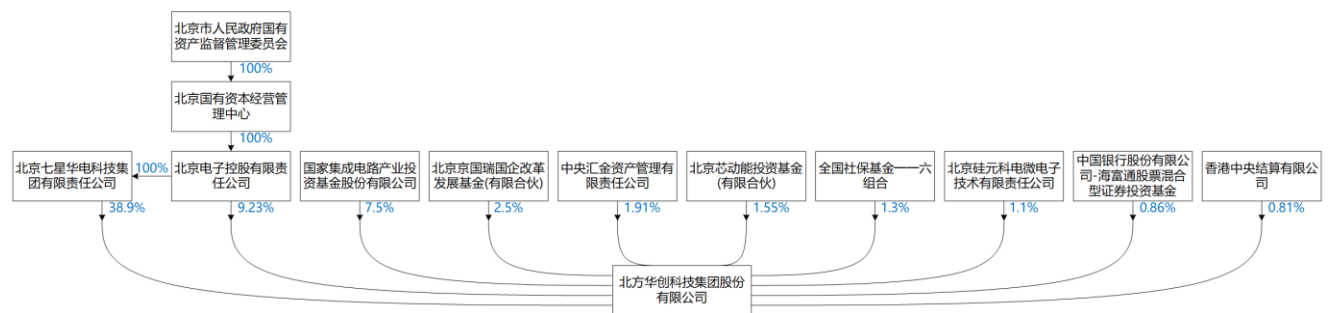 北京市人民政府国有
资产监督管理委员会
100%
北京国有资本经营管
理中心
100%
北京七星华电科技集
团有限责任公司
100%
北京电子控股有限责
任公司
国家集成电路产业投
资基金股份有限公司
北京京国瑞国企改革
发展基金(有限合伙)
中央汇金资产管理有
限责任公司
北京芯动能投资基金
(有限合伙)
全国社保基金一一六
组合
北京硅元科电微电子
技术有限责任公司
中国银行股份有限公
司-海富通股票混合
型证券投资基金
香港中央结算有限公
司
38.9%
9.23%
7.5%
2.5%
1.91%
1.55%
1.3%
1.1%
0.86%
0.81%
北方华创科技集团股份
有限公司